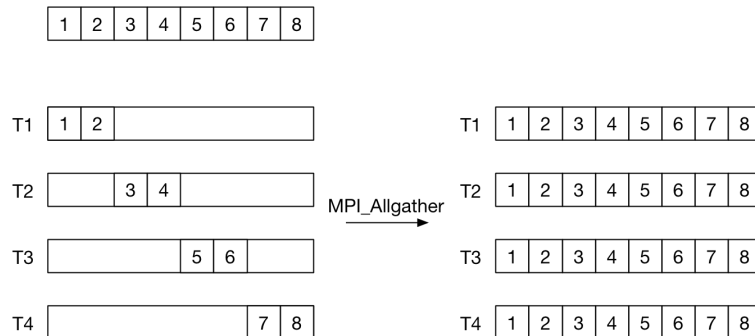 1 2 3 4 5 6 7 8
T1 1 2 T1 1 2 3 4 5 6 7 8
T2 3 4 T2 1 2 3 4 5 6 7 8
MPI_Allgather
T3 5 6 T3 1 2 3 4 5 6 7 8
T4 7 8 T4 1 2 3 4 5 6 7 8